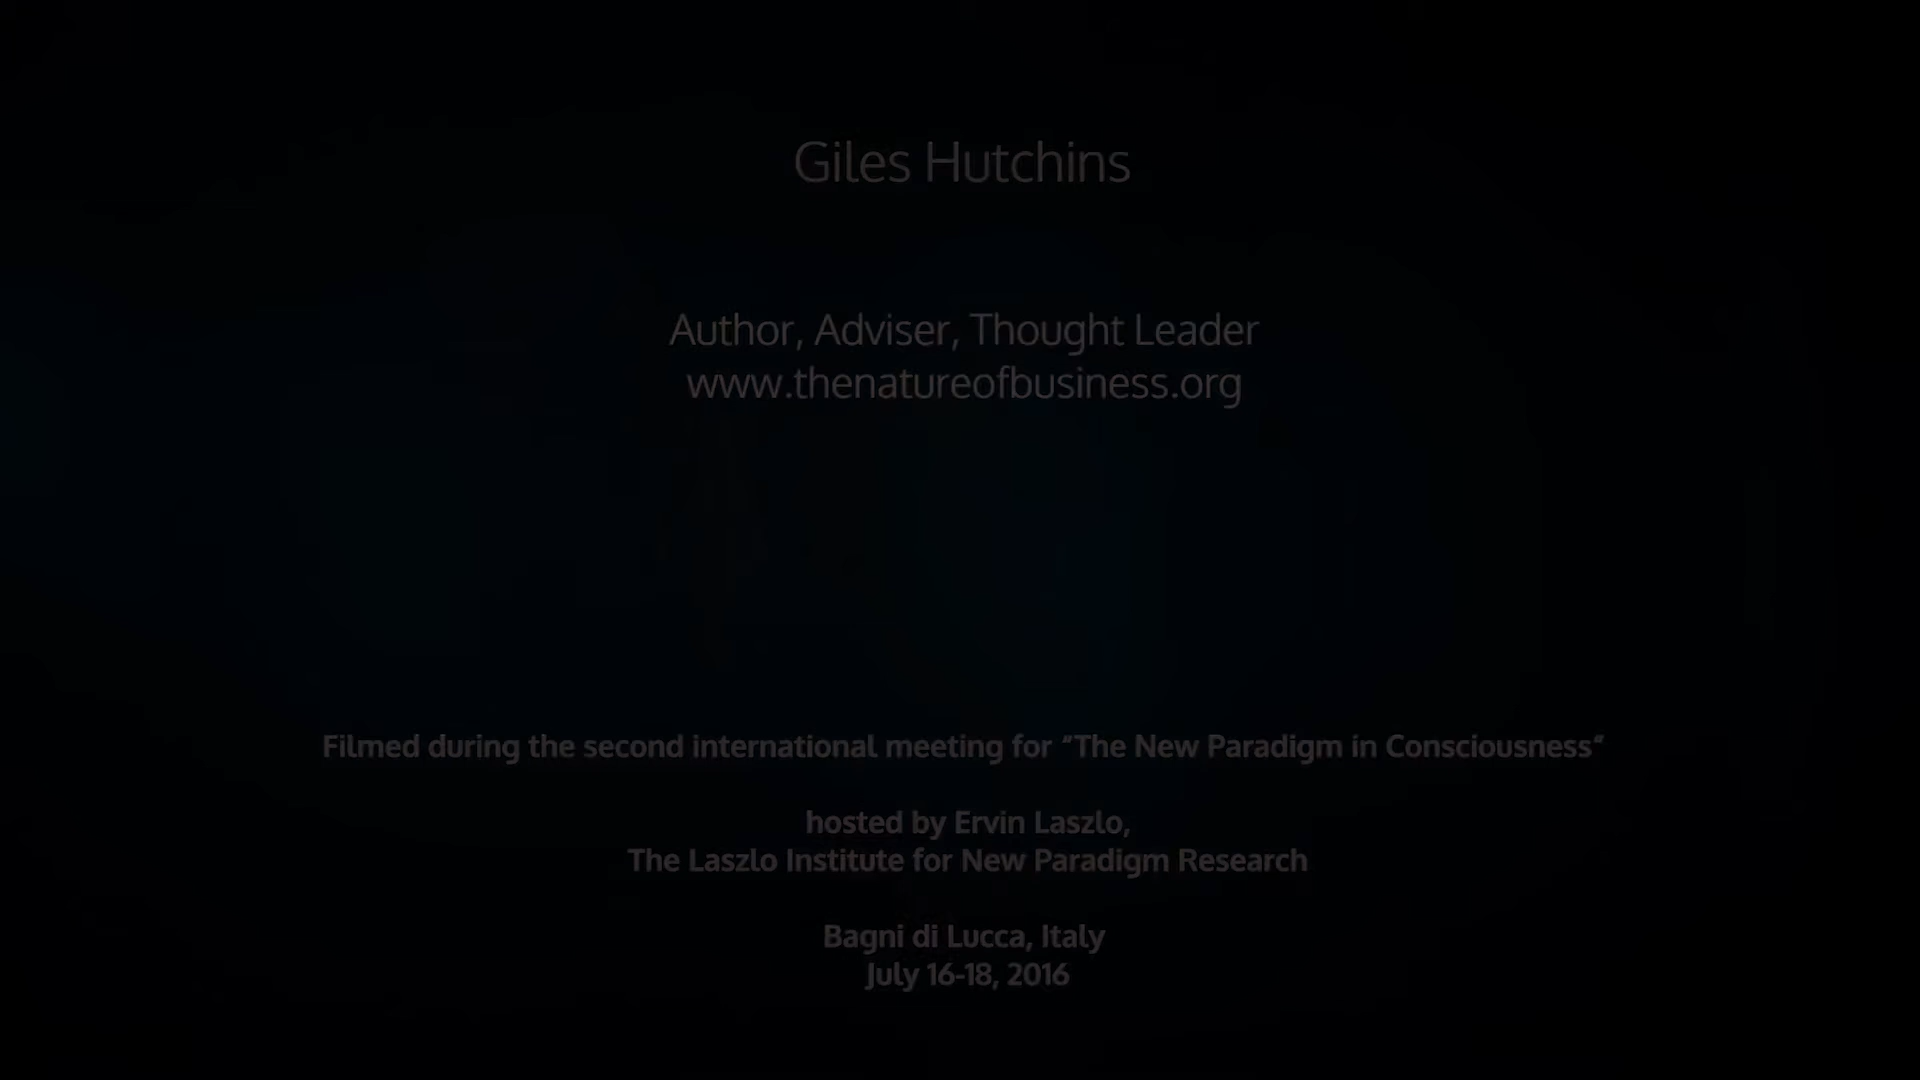 Giles Hutchins
Author, Adviser, Thought Leader
www.thenatureofbusiness.org
Filmed during the second international meeting for “The New Paradigm in Consciousness”
hosted by Ervin Laszlo,
The Laszlo Institute for New Paradigm Research
Bagni di Lucca, Italy
July 16-18, 2016